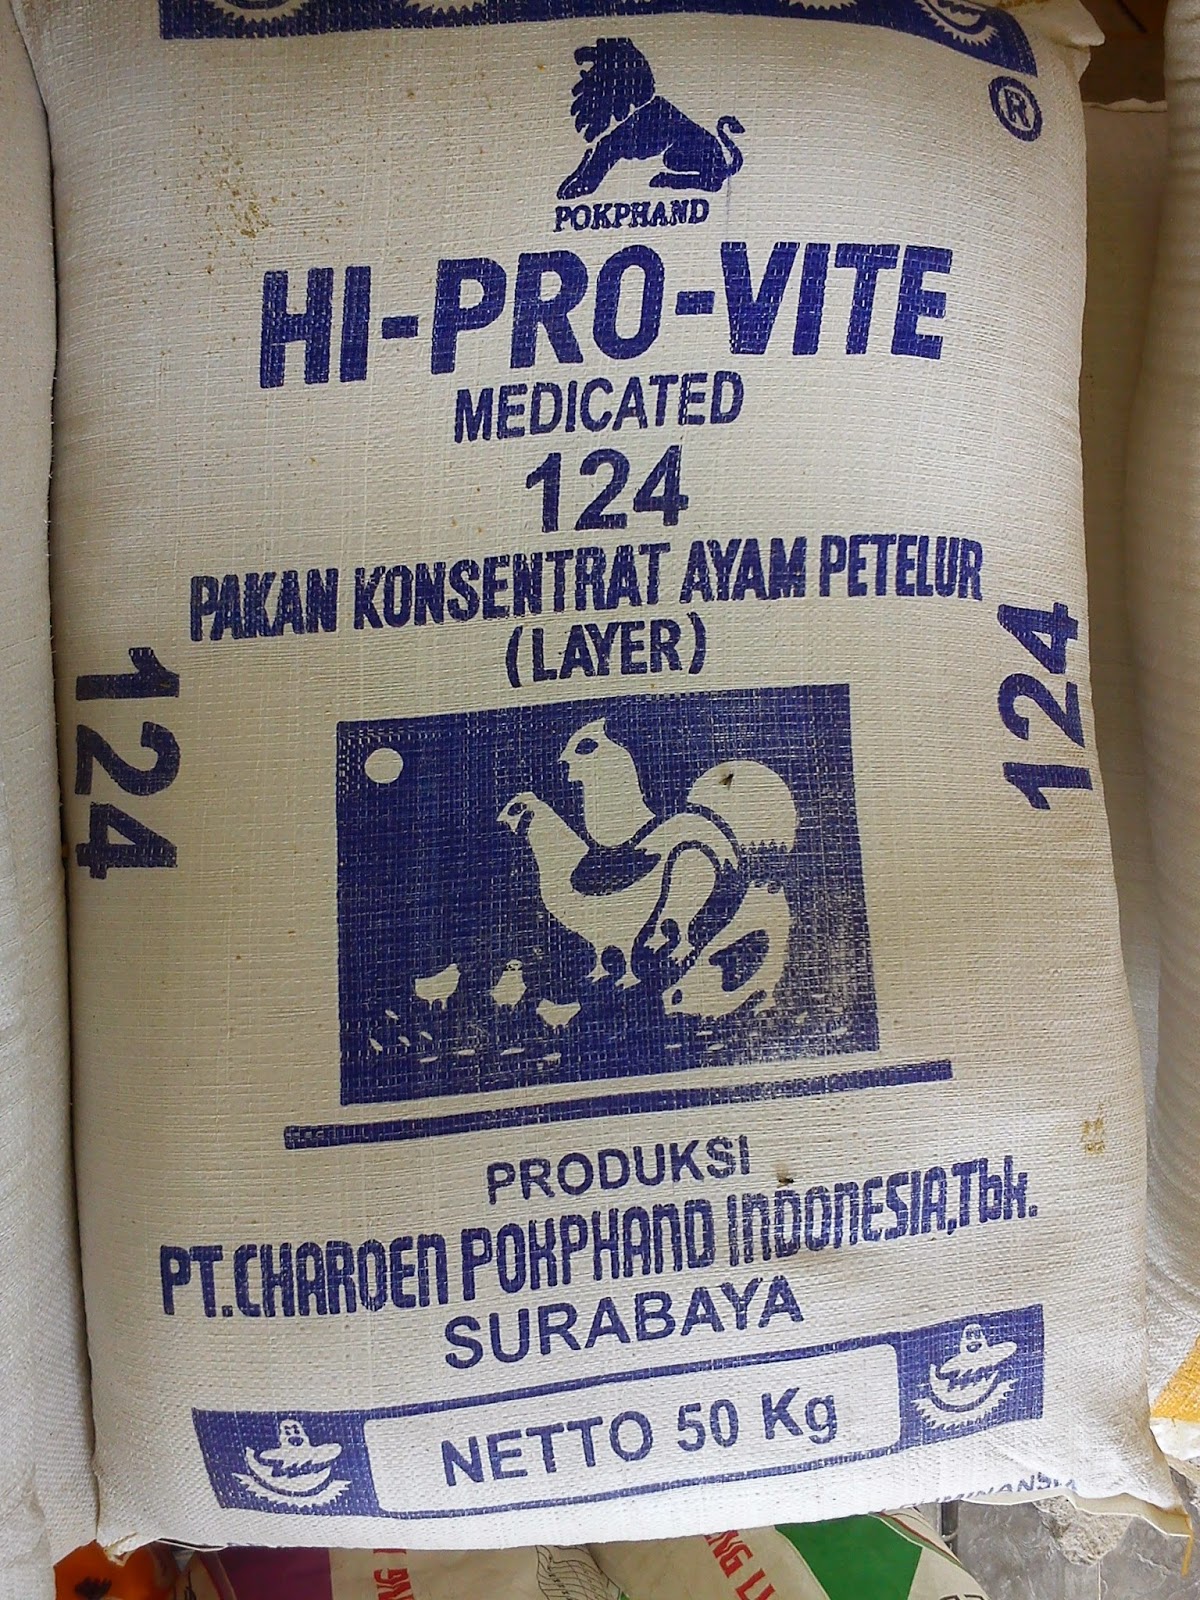 ®
POKPHAND
HI-PRO-VITE
MEDICATED
124
PAKAN KONSENTRAT AYAM PETELUR
(LAYER)
124
124
PRODUKSI
PT.CHAROEN POKPHAND INDONESIA,Tbk.
SURABAYA
NETTO 50 Kg